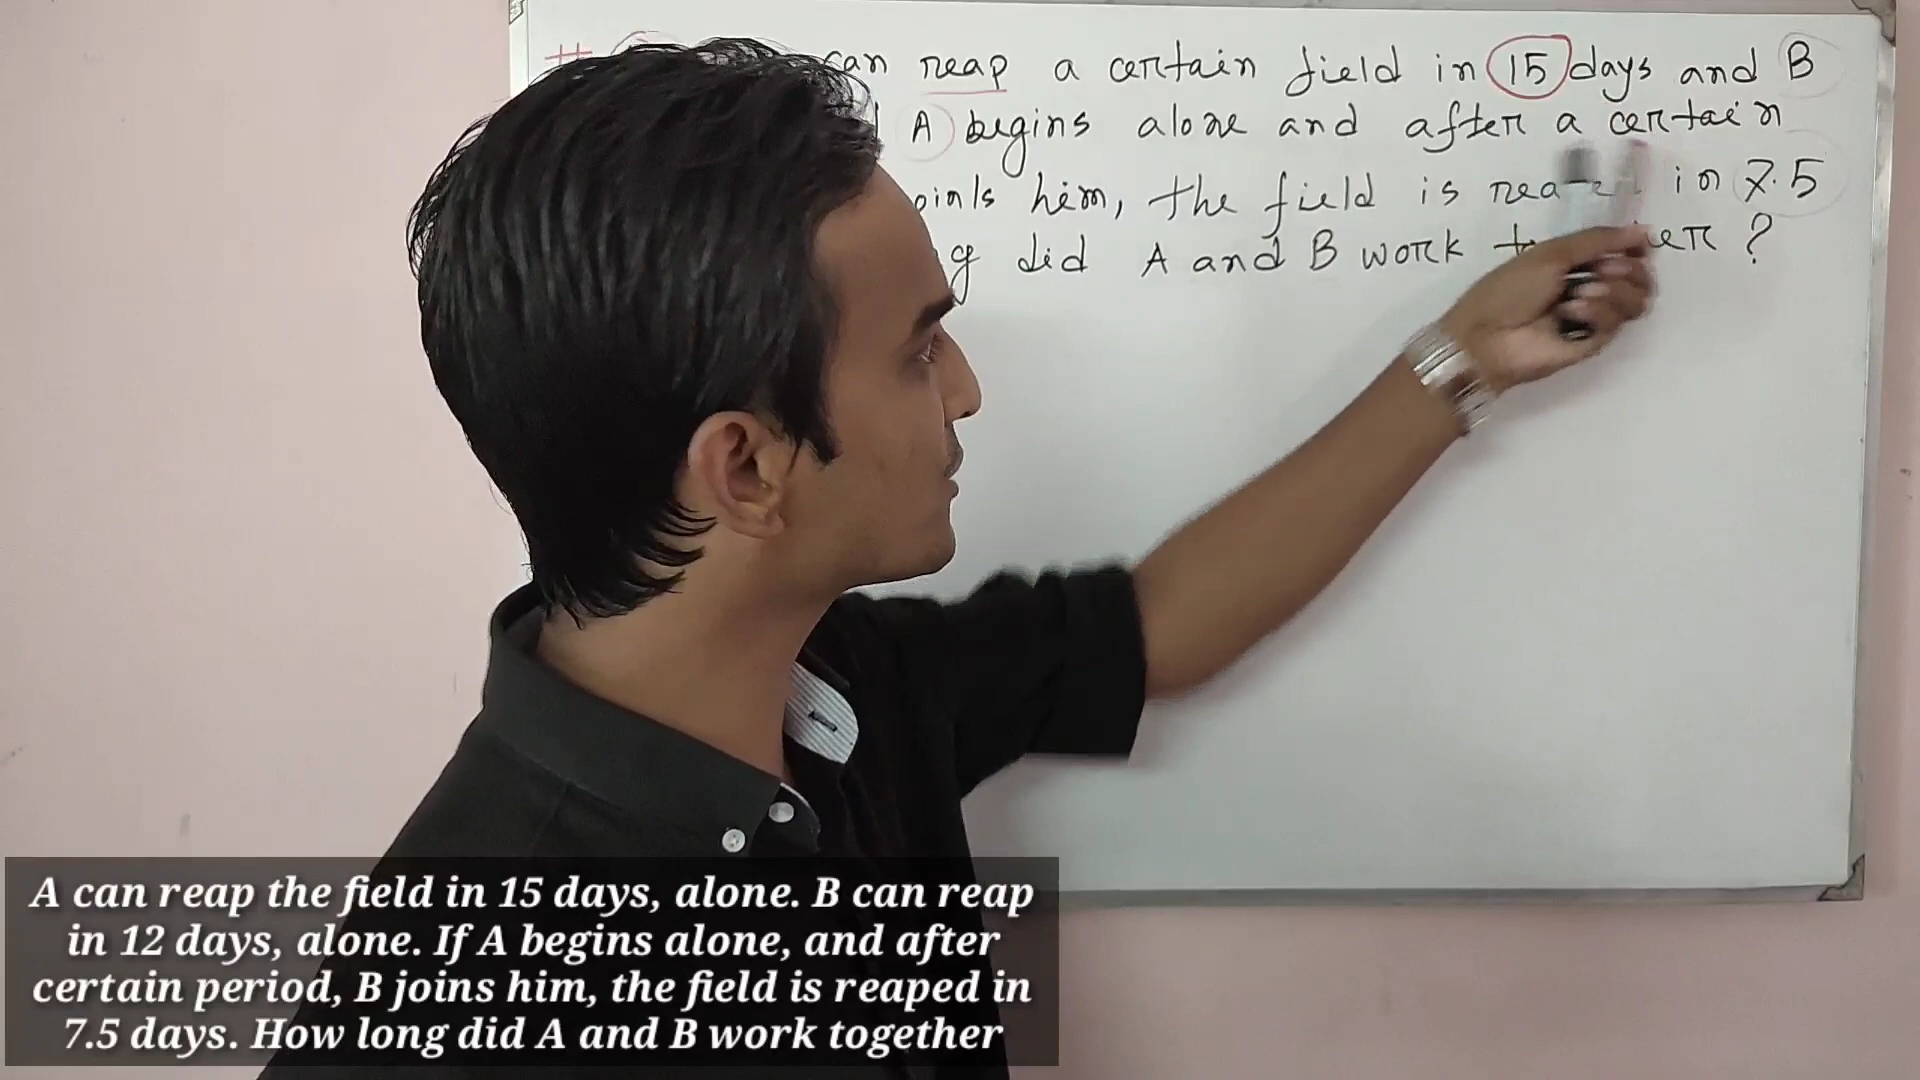 # can reap a certain field in 15 days and B
A begins alone and after a certain
him, the field is in 7.5
did A and B work ?
A can reap the field in 15 days, alone. B can reap
in 12 days, alone. If A begins alone, and after
certain period, B joins him, the field is reaped in
7.5 days. How long did A and B work together